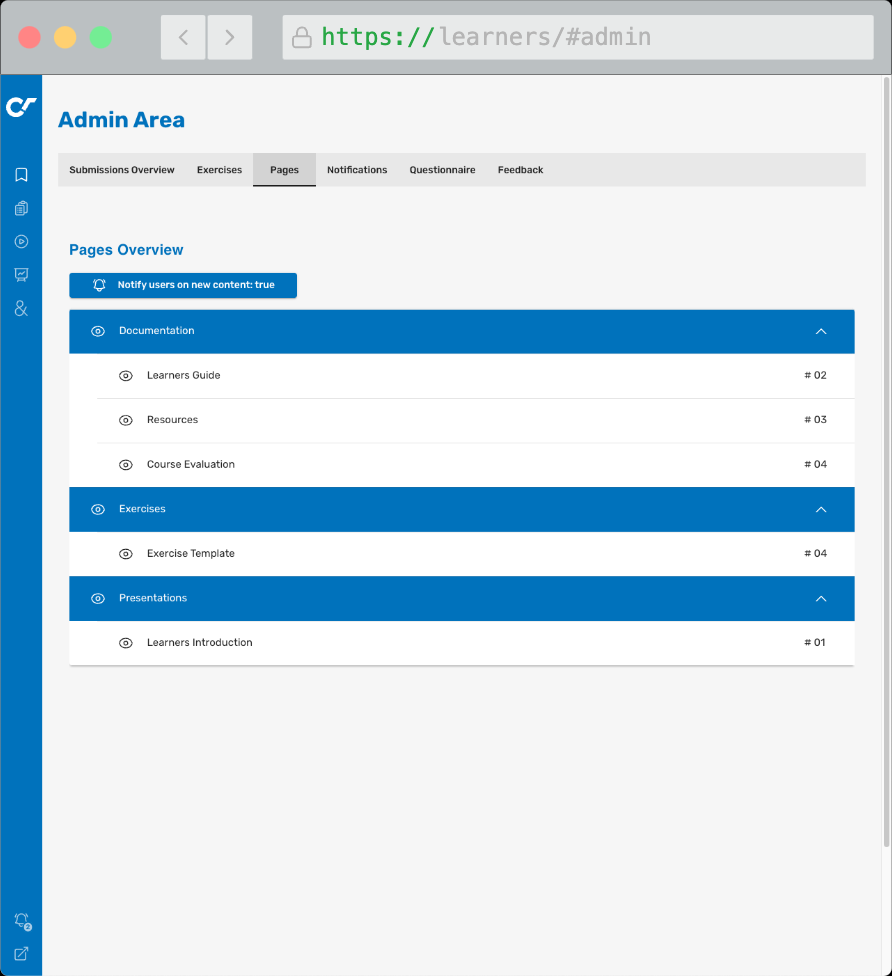 https://learners/#admin
Admin Area
Submissions Overview Exercises Pages Notifications Questionnaire Feedback
Pages Overview
Notify users on new content: true
Documentation
Learners Guide # 02
Resources # 03
Course Evaluation # 04
Exercises
Exercise Template # 04
Presentations
Learners Introduction # 01